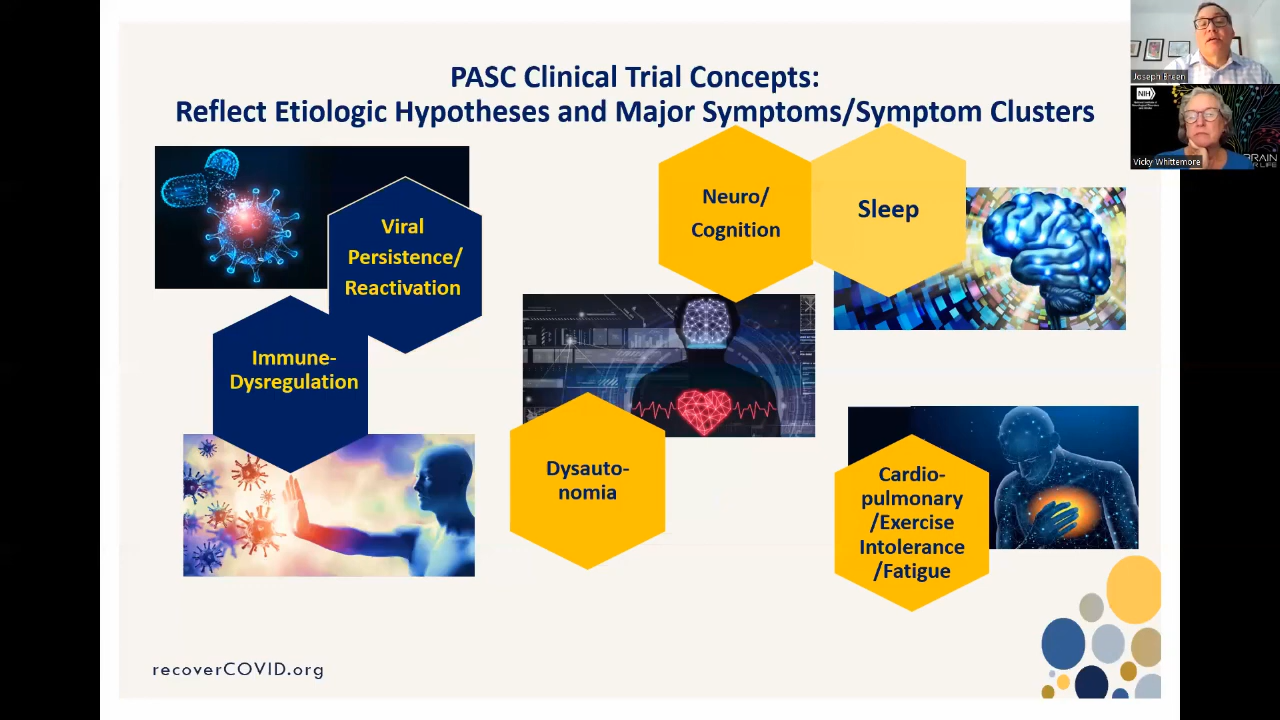 PASC Clinical Trial Concepts:
Reflect Etiologic Hypotheses and Major Symptoms/Symptom Clusters
Viral
Persistence/
Reactivation
Immune-
Dysregulation
Neuro/
Cognition
Sleep
Dysauto-
nomia
Cardio-
pulmonary
/Exercise
Intolerance
/Fatigue
recoverCOVID.org
Joseph Breen
NIH
BRAIN
Vicky Whittemore